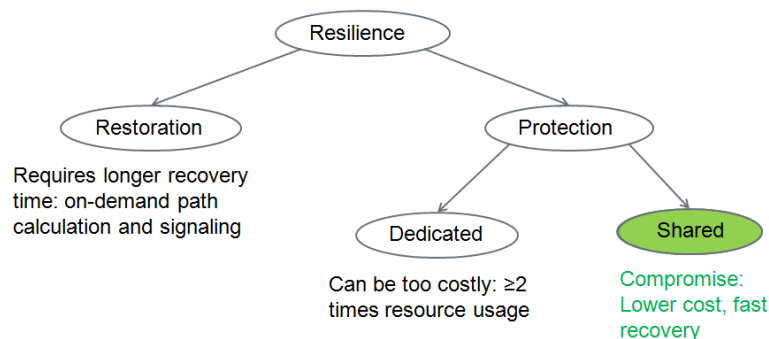 Resilience
Restoration
Protection
Requires longer recovery
time: on-demand path
calculation and signaling
Dedicated
Shared
Can be too costly: ≥2
times resource usage
Compromise:
Lower cost, fast
recovery